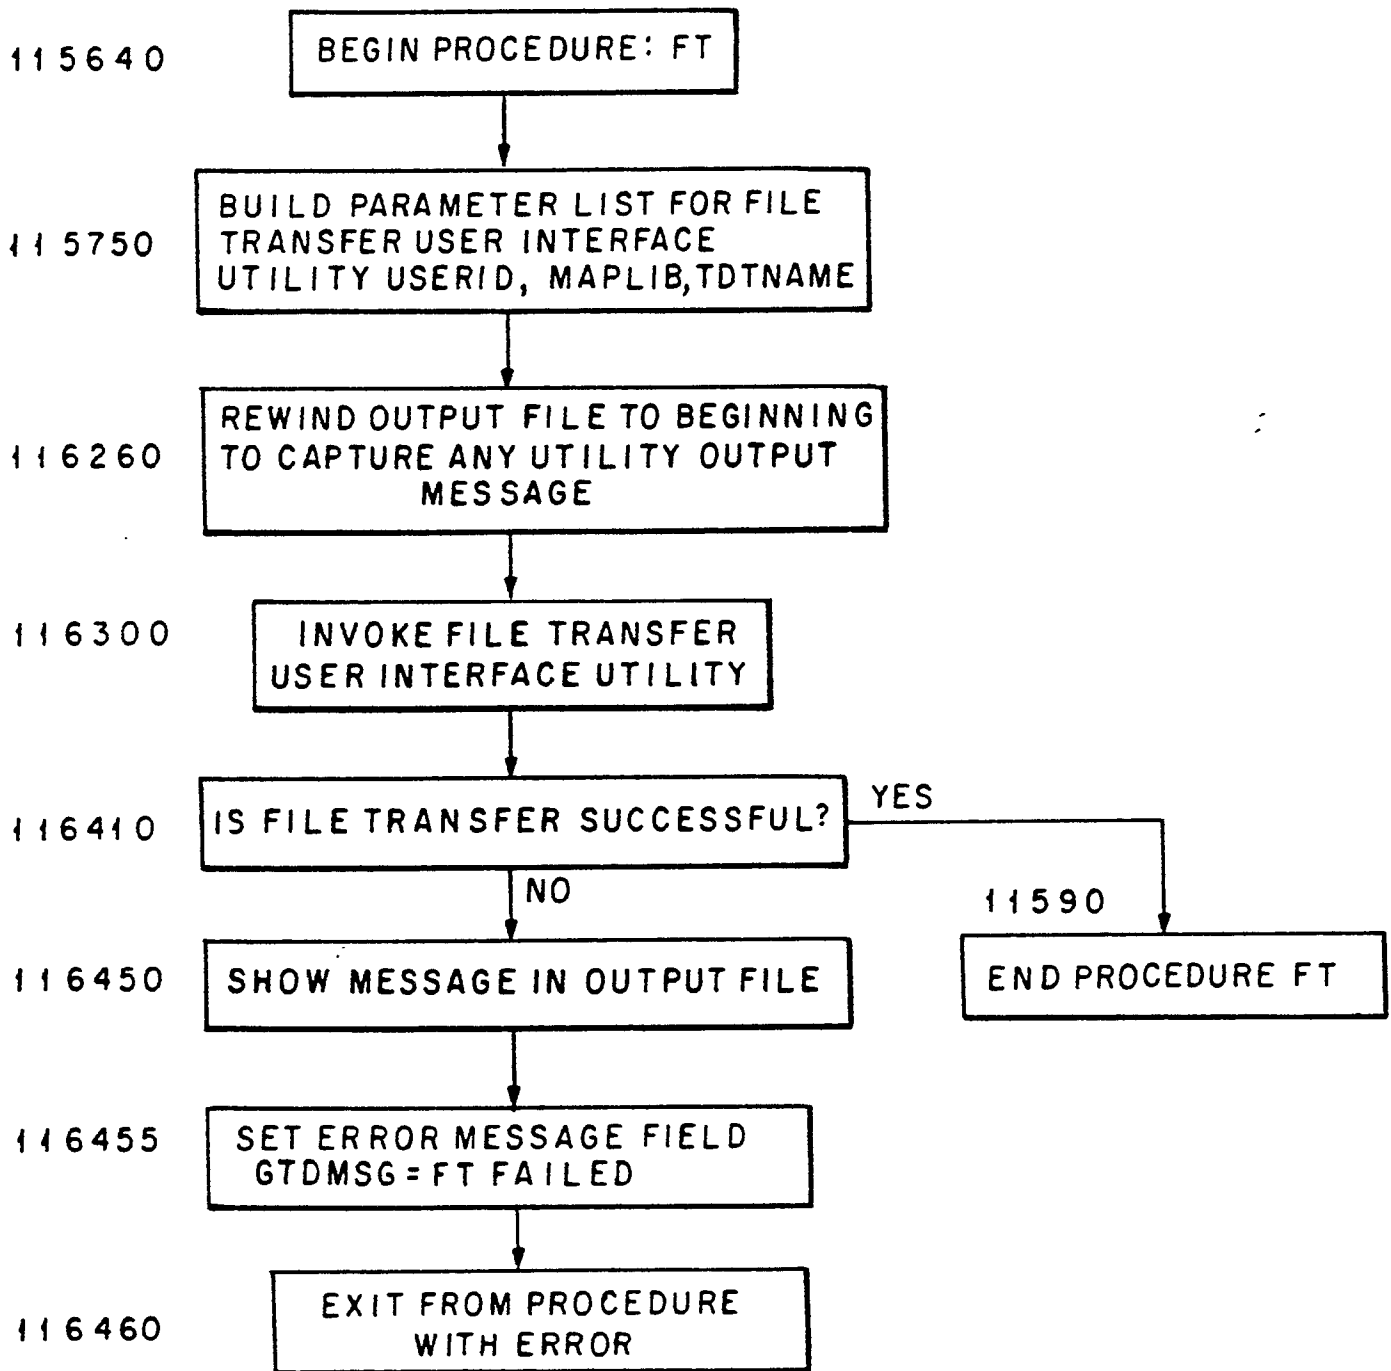 115640
BEGIN PROCEDURE: FT
115750
BUILD PARAMETER LIST FOR FILE
TRANSFER USER INTERFACE
UTILITY USERID, MAPLIB,TDTNAME
116260
REWIND OUTPUT FILE TO BEGINNING
TO CAPTURE ANY UTILITY OUTPUT
MESSAGE
116300
INVOKE FILE TRANSFER
USER INTERFACE UTILITY
116410
IS FILE TRANSFER SUCCESSFUL?
YES
NO
11590
END PROCEDURE FT
116450
SHOW MESSAGE IN OUTPUT FILE
116455
SET ERROR MESSAGE FIELD
GTDMSG = FT FAILED
116460
EXIT FROM PROCEDURE
WITH ERROR